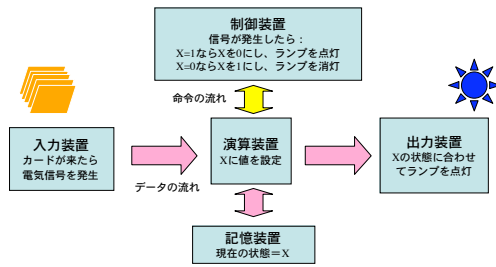 制御装置
信号が発生したら：
X=1ならXを0にし、ランプを点灯
X=0ならXを1にし、ランプを消灯
命令の流れ
入力装置
カードが来たら
電気信号を発生
演算装置
Xに値を設定
出力装置
Xの状態に合わせ
てランプを点灯
データの流れ
記憶装置
現在の状態＝X